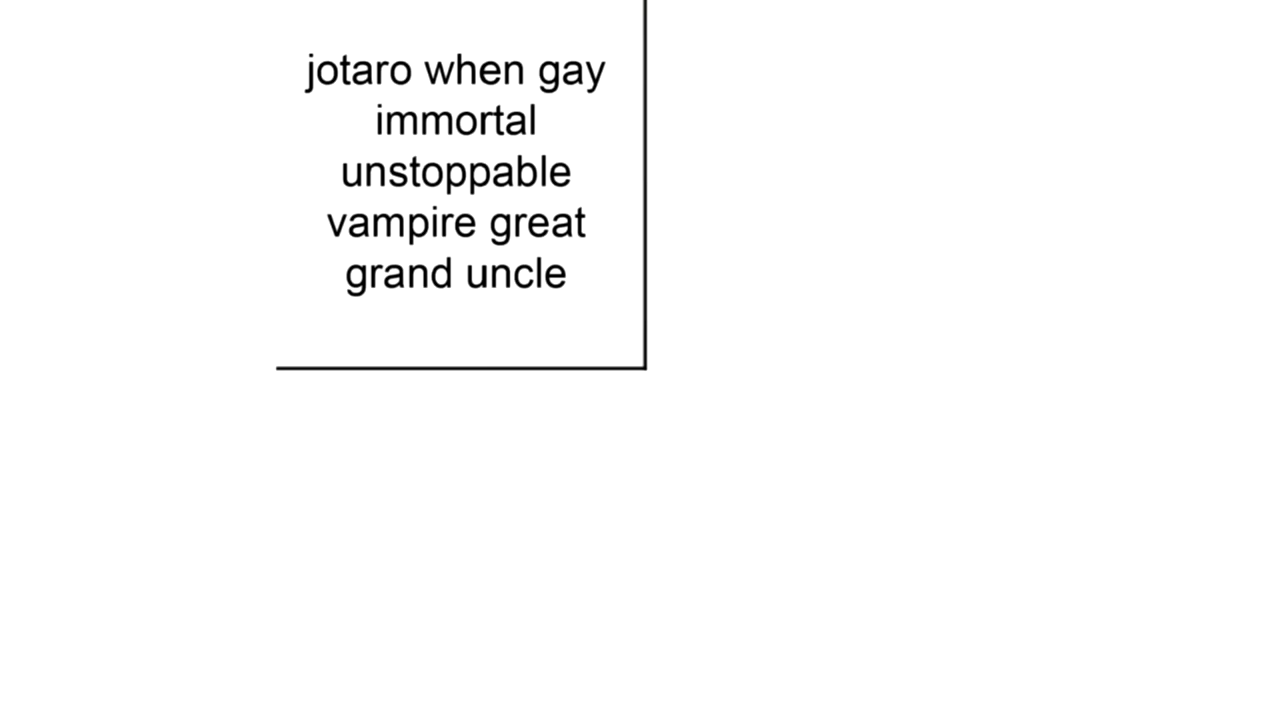 jotaro when gay
immortal
unstoppable
vampire great
grand uncle